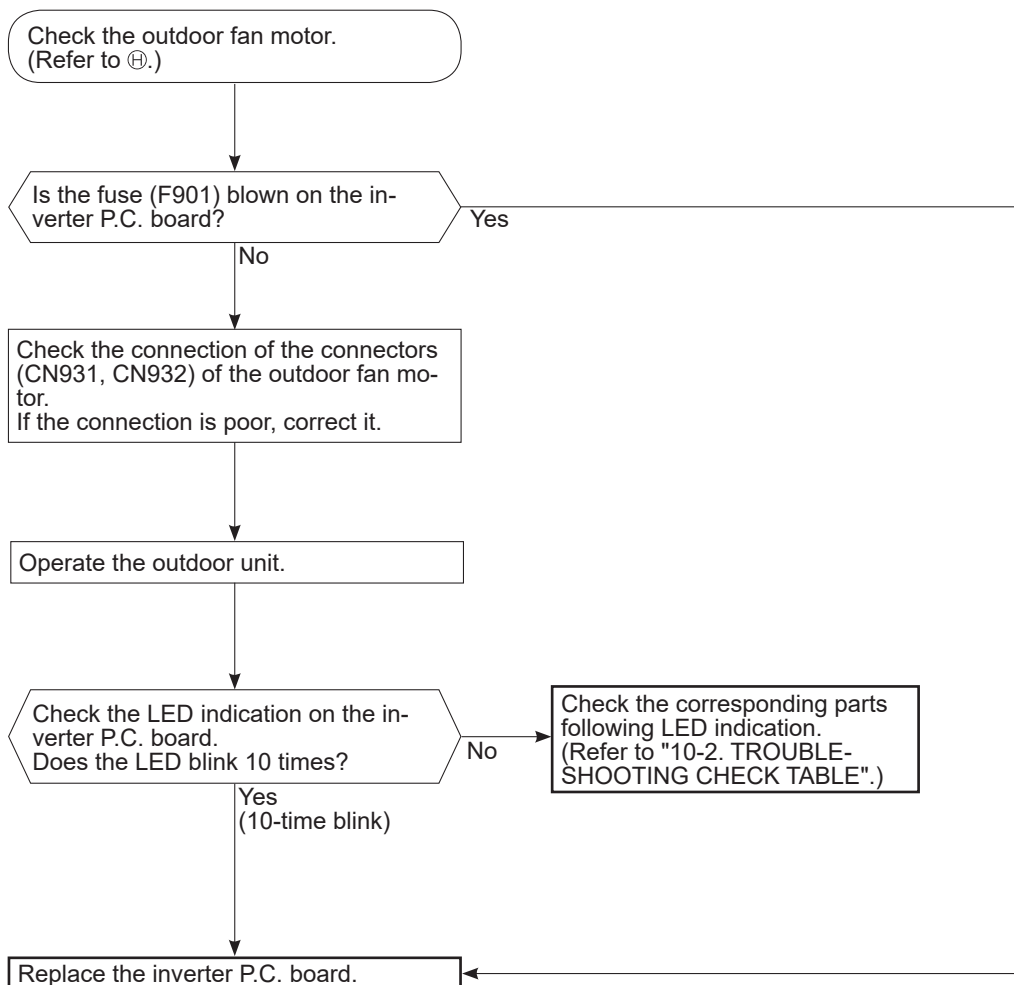 Check the outdoor fan motor.
(Refer to Ⓗ.)
Is the fuse (F901) blown on the in-
verter P.C. board?
Yes
No
Check the connection of the connectors
(CN931, CN932) of the outdoor fan mo-
tor.
If the connection is poor, correct it.
Operate the outdoor unit.
Check the LED indication on the in-
verter P.C. board.
Does the LED blink 10 times?
No
Check the corresponding parts
following LED indication.
(Refer to "10-2. TROUBLE-
SHOOTING CHECK TABLE".)
Yes
(10-time blink)
Replace the inverter P.C. board.